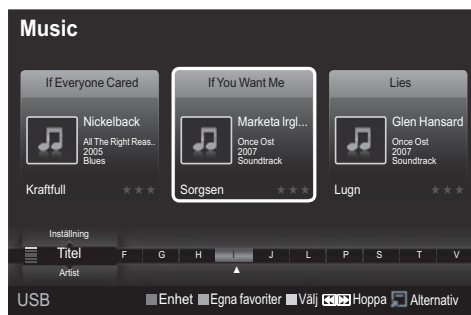 Music
If Everyone Cared
Nickelback
All The Right Reas..
2005
Blues
Kraftfull
If You Want Me
Marketa Irgl...
Once Ost
2007
Soundtrack
Sorgsen
Lies
Glen Hansard
Once Ost
2007
Soundtrack
Lugn
Inställning
Titel F G H I J L P S T V
Artist
USB Enhet Egna favoriter Välj Hoppa Alternativ